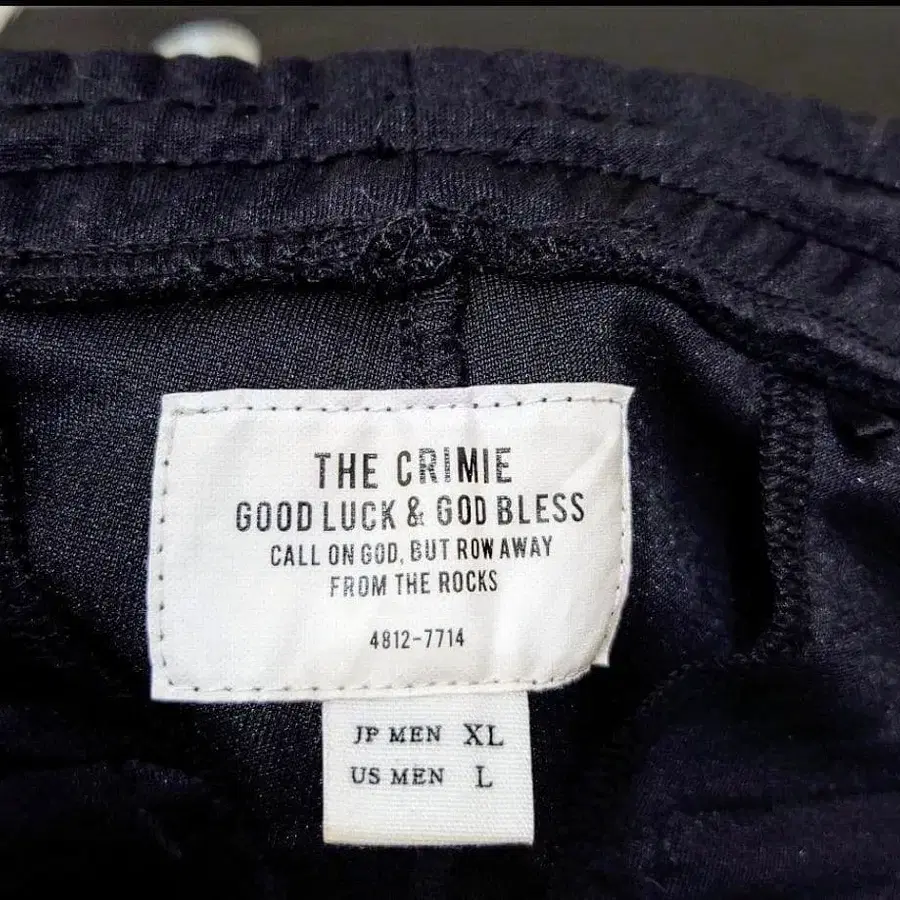 THE CRIMIE
GOOD LUCK & GOD BLESS
CALL ON GOD, BUT ROW AWAY
FROM THE ROCKS
4812-7714
JP MEN XL
US MEN L